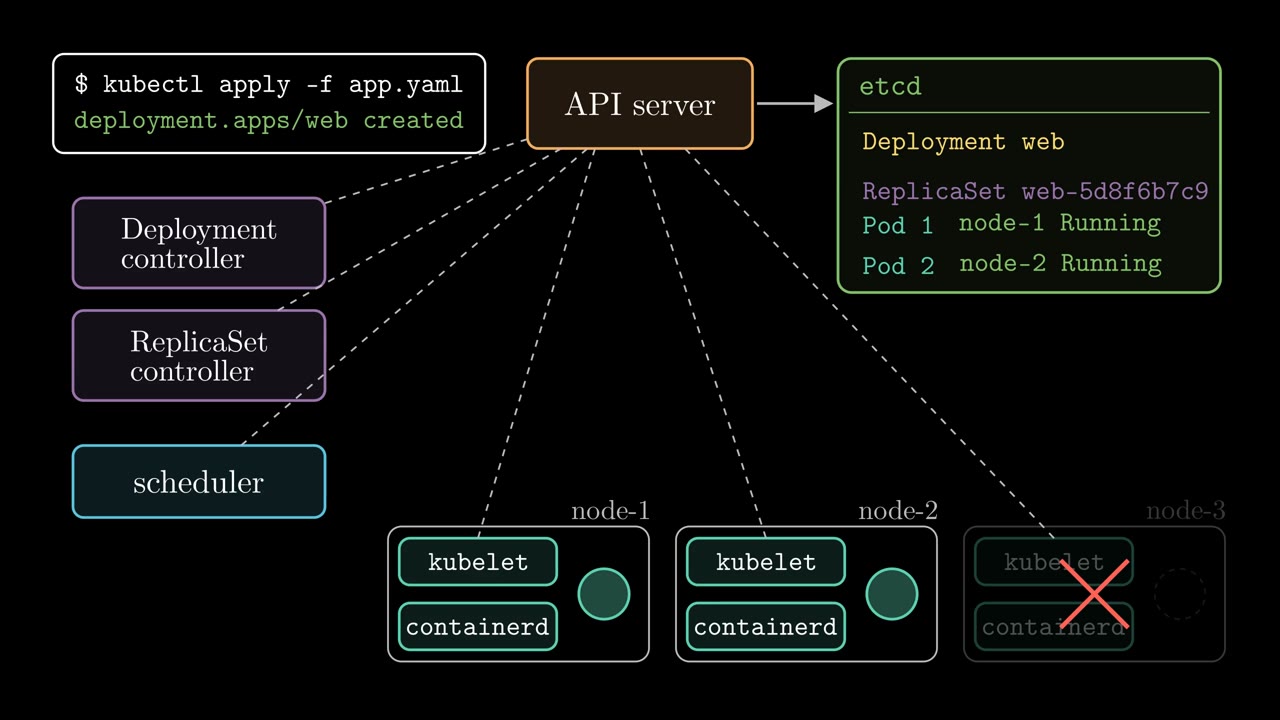 $ kubectl apply -f app.yaml
deployment.apps/web created
API server
etcd
Deployment web
ReplicaSet web-5d8f6b7c9
Pod 1 node-1 Running
Pod 2 node-2 Running
Deployment
controller
ReplicaSet
controller
scheduler
node-1
kubelet
containerd
node-2
kubelet
containerd
node-3
kubelet
containerd